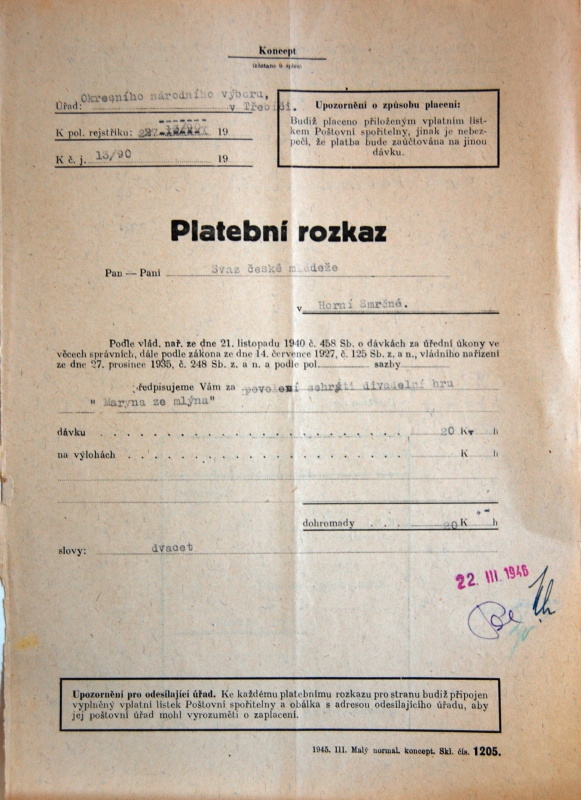 Koncept
Okresního národního výboru,
Úřad: v Třebíči.
K pol. rejstříku: 19
K č. j. 13/90 19
Upozornění o způsobu placení:
Budiž placeno přiloženým vplatním líst-
kem Poštovní spořitelny, jinak je nebez-
pečí, že platba bude zaúčtována na jinou
dávku.
Platební rozkaz
Pan — Paní Svaz české mládeže
v Horní Smrčné.
Podle vlád. nař. ze dne 21. listopadu 1940 č. 458 Sb. o dávkách za úřední úkony ve
věcech správních, dále podle zákona ze dne 14. července 1927, č. 125 Sb. z. a n., vládního nařízení
ze dne 27. prosince 1935, č. 248 Sb. z. a n. a podle pol. sazby
předpisujeme Vám za povolení sehráti divadelní hru
" Maryna ze mlýna"
dávku 20 K h
na výlohách K h
dohromady 20 K h
slovy: dvacet
22. III. 1946
Upozornění pro odesílající úřad. Ke každému platebnímu rozkazu pro stranu budiž připojen
vyplněný vplatní lístek Poštovní spořitelny a obálka s adresou odesílajícího úřadu, aby
jej poštovní úřad mohl vyrozuměti o zaplacení.
1945. III. Malý normal. koncept. Skl. čís. 1205.